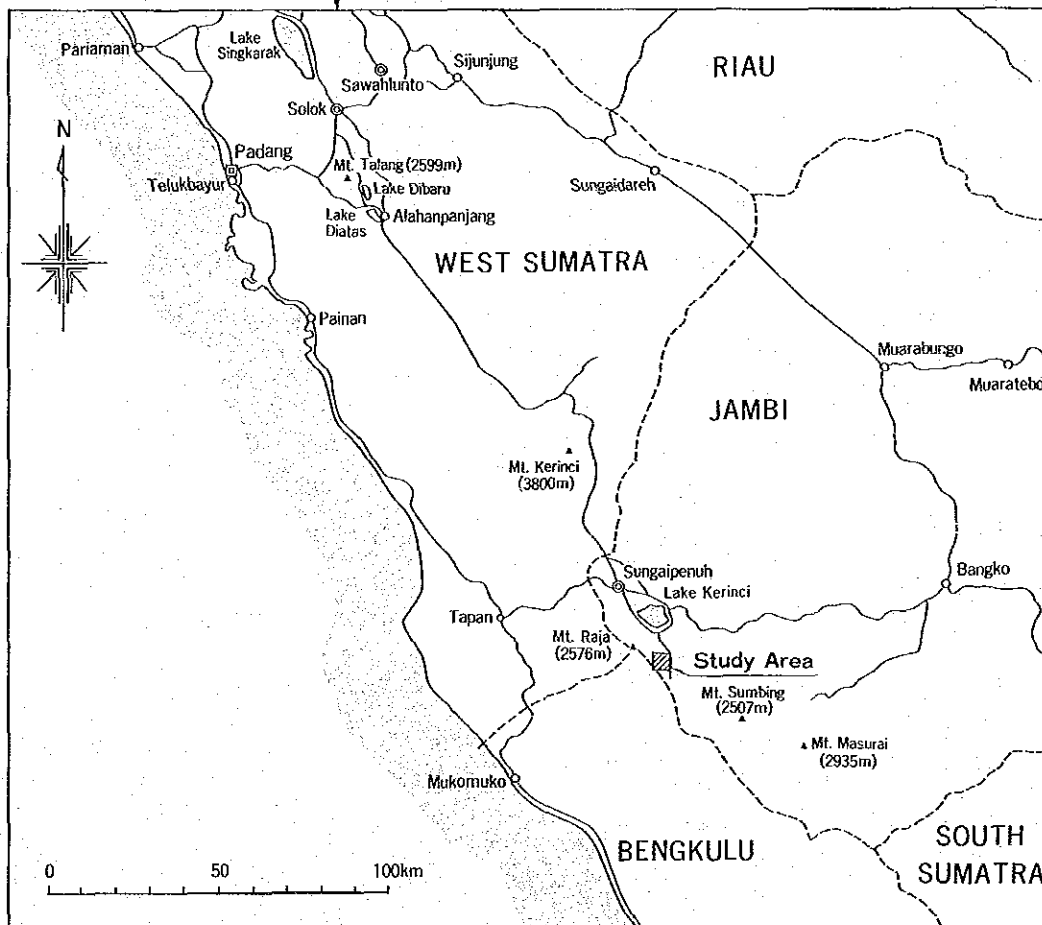 Lake
Singkarak
Pariaman
Sijunjung
RIAU
Sawahlunto
Solok
N
Padang
Mt. Talang (2599m)
Telukbayur
Lake Dibaru
Sungaidareh
Lake
Diatas
Alahanpanjang
WEST SUMATRA
Painan
Muarabungo
Muaratebo
JAMBI
Mt. Kerinci
(3800m)
Sungaipenuh
Bangko
Lake Kerinci
Tapan
Mt. Raja
(2576m)
Study Area
Mt. Sumbing
(2507m)
Mt. Masurai
(2935m)
Mukomuko
BENGKULU
SOUTH
SUMATRA
0 50 100km